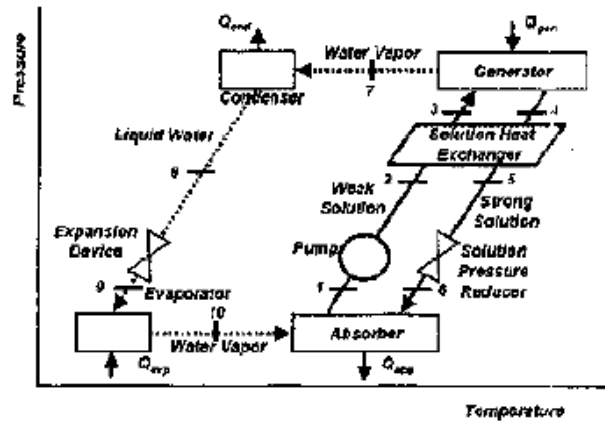 Pressure
Q_cond
Q_gen
Water Vapor
7
Generator
Condenser
3
4
Liquid Water
Solution Heat
Exchanger
8
2
5
Weak
Solution
Strong
Solution
Expansion
Device
Pump
Solution
Pressure
Reducer
9
Evaporator
1
6
10
Water Vapor
Absorber
Q_evp
Q_abs
Temperature